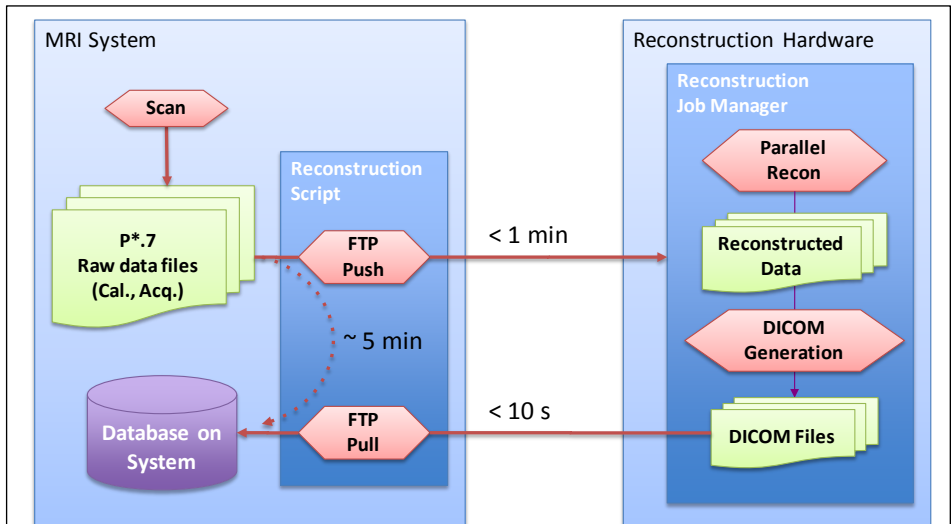 MRI System
Scan
P*.7
Raw data files
(Cal., Acq.)
Reconstruction
Script
FTP
Push
< 1 min
~ 5 min
Database on
System
FTP
Pull
< 10 s
Reconstruction Hardware
Reconstruction
Job Manager
Parallel
Recon
Reconstructed
Data
DICOM
Generation
DICOM Files